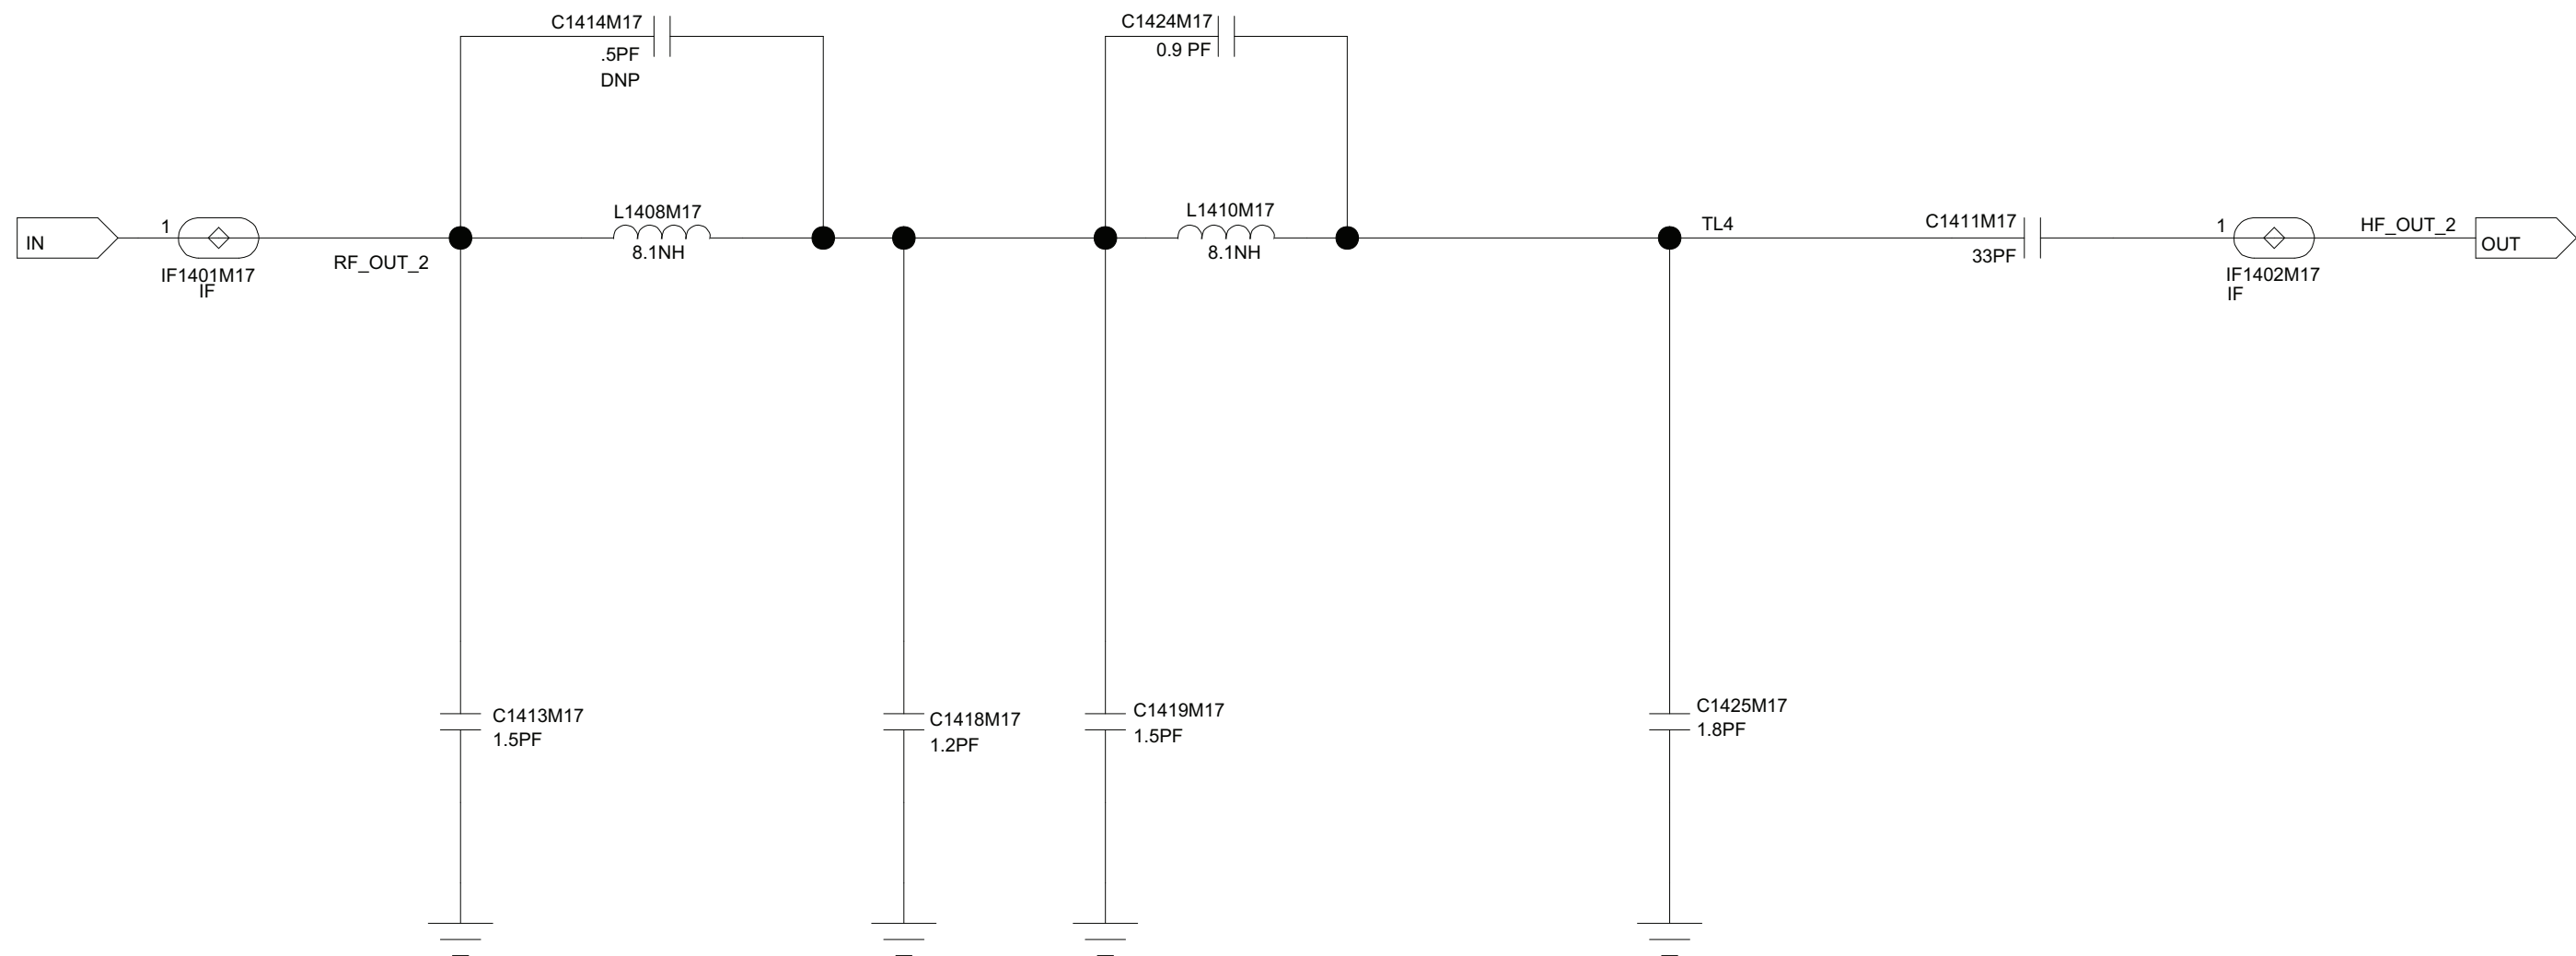 C1414M17
.5PF
DNP
C1424M17
0.9 PF
IN
1
IF1401M17
IF
RF_OUT_2
L1408M17
8.1NH
L1410M17
8.1NH
TL4
C1411M17
33PF
1
IF1402M17
IF
HF_OUT_2
OUT
C1413M17
1.5PF
C1418M17
1.2PF
C1419M17
1.5PF
C1425M17
1.8PF